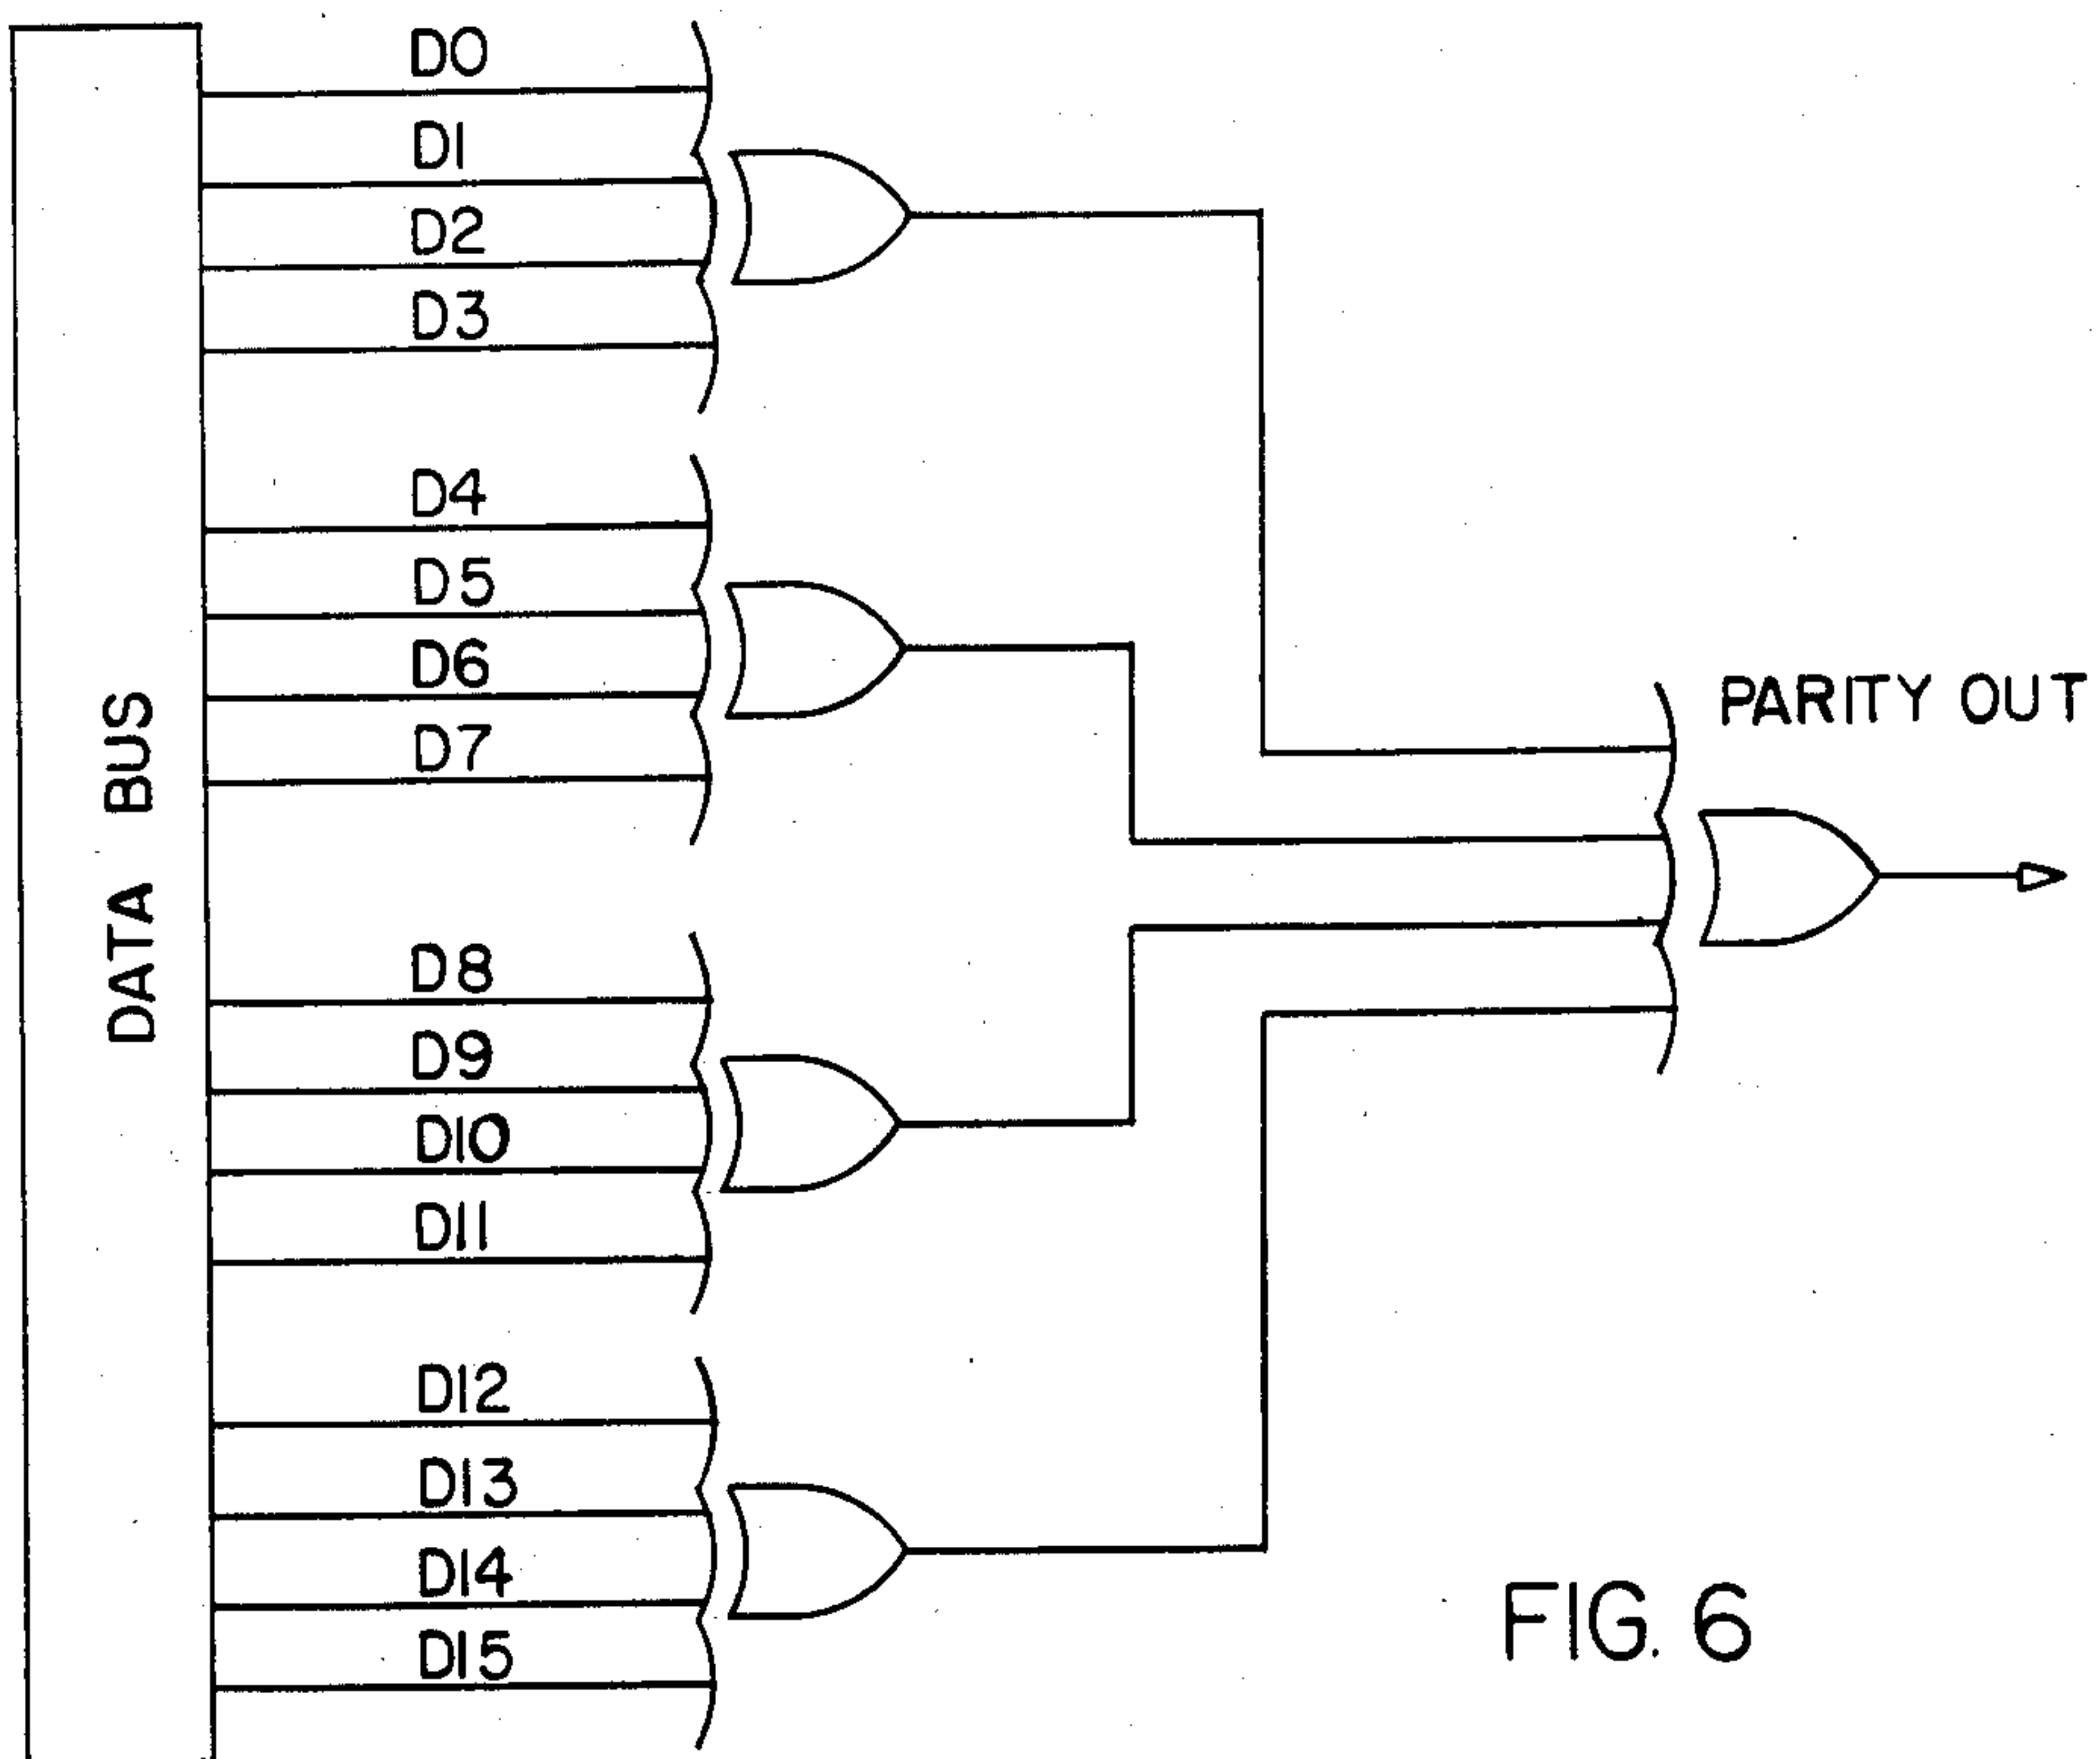 D0
D1
D2
D3
D4
D5
D6
D7
DATA BUS
PARITY OUT
D8
D9
D10
D11
D12
D13
D14
D15
FIG. 6